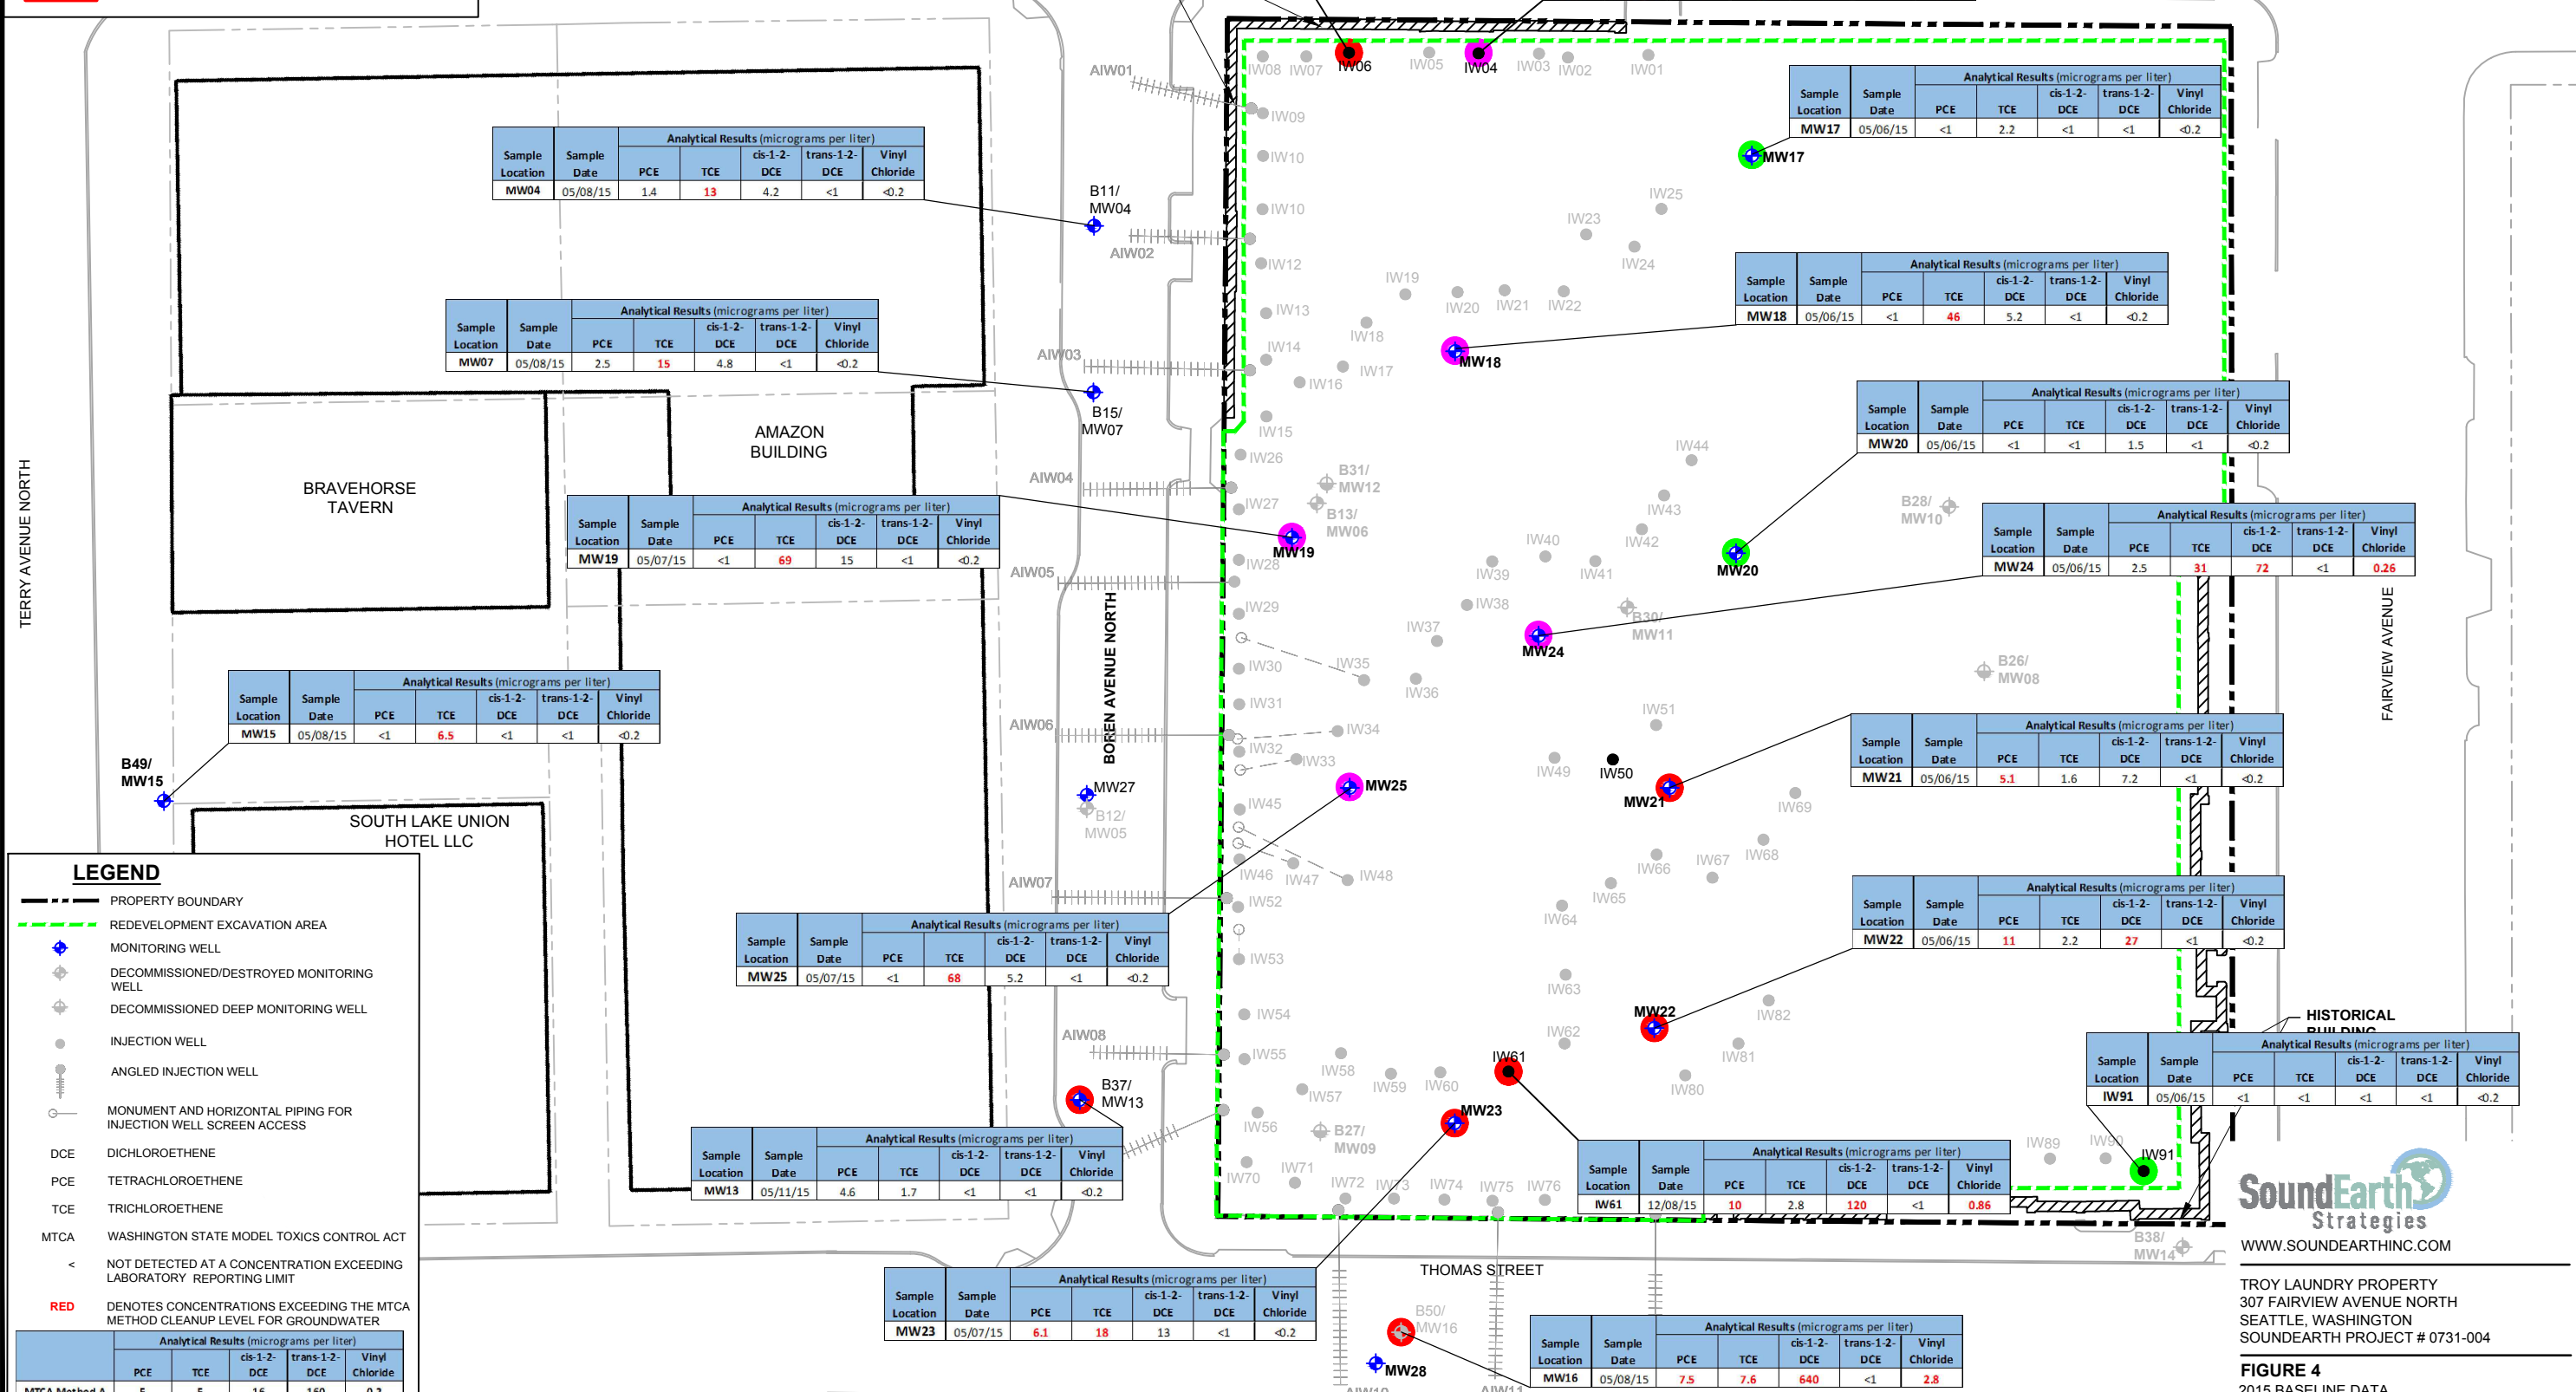 AIW01
IW08
IW07
IW06
IW05
IW04
IW03
IW02
IW01
IW09
IW10
IW10
IW12
IW13
IW14
IW15
IW16
IW17
IW18
IW19
IW20
IW21
IW22
IW23
IW24
IW25
Analytical Results (micrograms per liter)
Sample Location Sample Date PCE TCE cis-1-2-DCE trans-1-2-DCE Vinyl Chloride
MW17 05/06/15 <1 2.2 <1 <1 <0.2
MW17
Analytical Results (micrograms per liter)
Sample Location Sample Date PCE TCE cis-1-2-DCE trans-1-2-DCE Vinyl Chloride
MW04 05/08/15 1.4 13 4.2 <1 <0.2
B11/
MW04
AIW02
Analytical Results (micrograms per liter)
Sample Location Sample Date PCE TCE cis-1-2-DCE trans-1-2-DCE Vinyl Chloride
MW18 05/06/15 <1 46 5.2 <1 <0.2
MW18
Analytical Results (micrograms per liter)
Sample Location Sample Date PCE TCE cis-1-2-DCE trans-1-2-DCE Vinyl Chloride
MW07 05/08/15 2.5 15 4.8 <1 <0.2
AIW03
B15/
MW07
Analytical Results (micrograms per liter)
Sample Location Sample Date PCE TCE cis-1-2-DCE trans-1-2-DCE Vinyl Chloride
MW20 05/06/15 <1 <1 1.5 <1 <0.2
MW20
AMAZON
BUILDING
BRAVEHORSE
TAVERN
TERRY AVENUE NORTH
AIW04
IW26
IW27
B31/
MW12
B13/
MW06
IW44
IW43
IW42
IW41
IW40
IW39
IW38
IW37
IW36
IW35
B28/
MW10
Analytical Results (micrograms per liter)
Sample Location Sample Date PCE TCE cis-1-2-DCE trans-1-2-DCE Vinyl Chloride
MW19 05/07/15 <1 69 15 <1 <0.2
MW19
Analytical Results (micrograms per liter)
Sample Location Sample Date PCE TCE cis-1-2-DCE trans-1-2-DCE Vinyl Chloride
MW24 05/06/15 2.5 31 72 <1 0.26
MW24
AIW05
IW28
IW29
IW30
IW31
IW32
IW33
IW34
B30/
MW11
B26/
MW08
BOREN AVENUE NORTH
FAIRVIEW AVENUE
Analytical Results (micrograms per liter)
Sample Location Sample Date PCE TCE cis-1-2-DCE trans-1-2-DCE Vinyl Chloride
MW15 05/08/15 <1 6.5 <1 <1 <0.2
B49/
MW15
AIW06
MW27
B12/
MW05
MW25
IW51
IW50
IW49
Analytical Results (micrograms per liter)
Sample Location Sample Date PCE TCE cis-1-2-DCE trans-1-2-DCE Vinyl Chloride
MW21 05/06/15 5.1 1.6 7.2 <1 <0.2
MW21
SOUTH LAKE UNION
HOTEL LLC
IW45
IW46
IW47
IW48
IW69
IW68
IW67
IW66
IW65
IW64
IW63
IW62
AIW07
IW52
IW53
IW54
Analytical Results (micrograms per liter)
Sample Location Sample Date PCE TCE cis-1-2-DCE trans-1-2-DCE Vinyl Chloride
MW22 05/06/15 11 2.2 27 <1 <0.2
MW22
Analytical Results (micrograms per liter)
Sample Location Sample Date PCE TCE cis-1-2-DCE trans-1-2-DCE Vinyl Chloride
MW25 05/07/15 <1 68 5.2 <1 <0.2
AIW08
IW55
IW56
IW57
IW58
IW59
IW60
IW61
IW82
IW81
IW80
HISTORICAL
BUILDING
Analytical Results (micrograms per liter)
Sample Location Sample Date PCE TCE cis-1-2-DCE trans-1-2-DCE Vinyl Chloride
IW91 05/06/15 <1 <1 <1 <1 <0.2
IW89
IW90
IW91
B37/
MW13
MW23
B27/
MW09
Analytical Results (micrograms per liter)
Sample Location Sample Date PCE TCE cis-1-2-DCE trans-1-2-DCE Vinyl Chloride
MW13 05/11/15 4.6 1.7 <1 <1 <0.2
IW70
IW71
IW72
IW73
IW74
IW75
IW76
Analytical Results (micrograms per liter)
Sample Location Sample Date PCE TCE cis-1-2-DCE trans-1-2-DCE Vinyl Chloride
IW61 12/08/15 10 2.8 120 <1 0.86
B38/
MW14
THOMAS STREET
Analytical Results (micrograms per liter)
Sample Location Sample Date PCE TCE cis-1-2-DCE trans-1-2-DCE Vinyl Chloride
MW23 05/07/15 6.1 18 13 <1 <0.2
B50/
MW16
MW28
AIW10
AIW11
Analytical Results (micrograms per liter)
Sample Location Sample Date PCE TCE cis-1-2-DCE trans-1-2-DCE Vinyl Chloride
MW16 05/08/15 7.5 7.6 640 <1 2.8
LEGEND
PROPERTY BOUNDARY
REDEVELOPMENT EXCAVATION AREA
MONITORING WELL
DECOMMISSIONED/DESTROYED MONITORING
WELL
DECOMMISSIONED DEEP MONITORING WELL
INJECTION WELL
ANGLED INJECTION WELL
MONUMENT AND HORIZONTAL PIPING FOR
INJECTION WELL SCREEN ACCESS
DCE DICHLOROETHENE
PCE TETRACHLOROETHENE
TCE TRICHLOROETHENE
MTCA WASHINGTON STATE MODEL TOXICS CONTROL ACT
< NOT DETECTED AT A CONCENTRATION EXCEEDING
LABORATORY REPORTING LIMIT
RED DENOTES CONCENTRATIONS EXCEEDING THE MTCA
METHOD CLEANUP LEVEL FOR GROUNDWATER
Analytical Results (micrograms per liter)
PCE TCE cis-1-2-DCE trans-1-2-DCE Vinyl Chloride
MTCA Method A 5 5 16 160 0.2
SoundEarth
Strategies
WWW.SOUNDEARTHINC.COM
TROY LAUNDRY PROPERTY
307 FAIRVIEW AVENUE NORTH
SEATTLE, WASHINGTON
SOUNDEARTH PROJECT # 0731-004
FIGURE 4
2015 BASELINE DATA